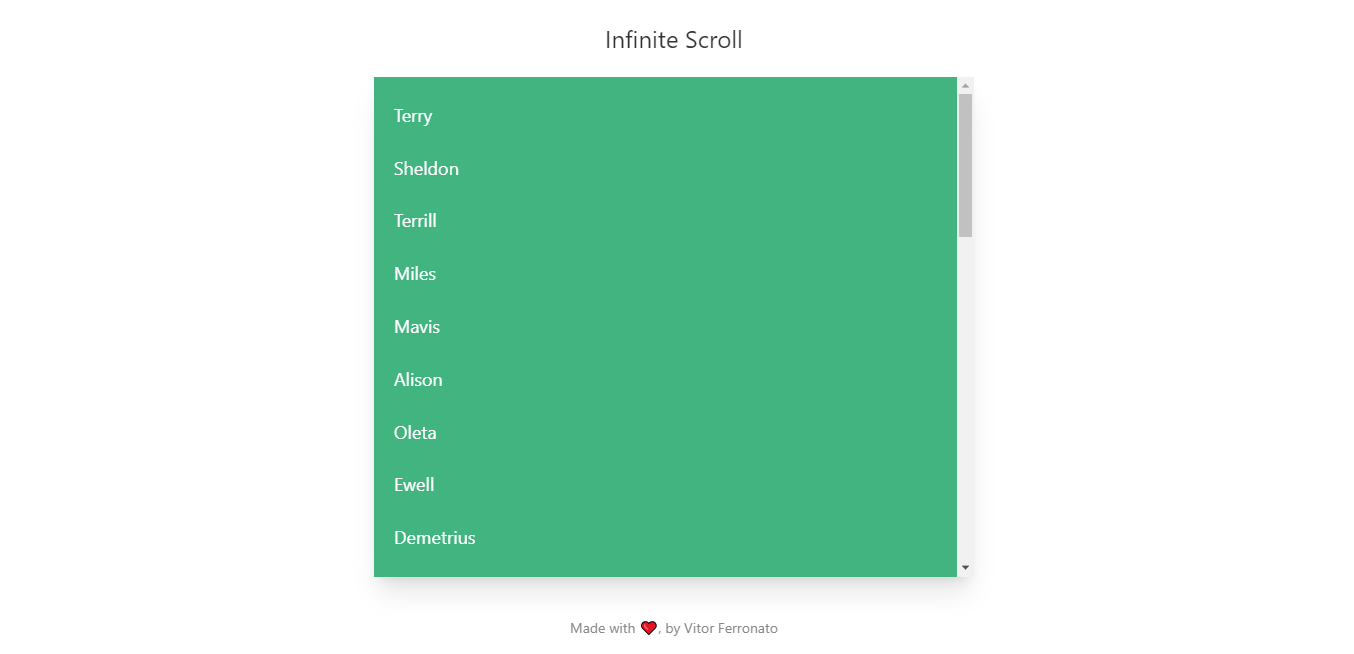 Infinite Scroll
Terry
Sheldon
Terrill
Miles
Mavis
Alison
Oleta
Ewell
Demetrius
Made with ❤, by Vitor Ferronato